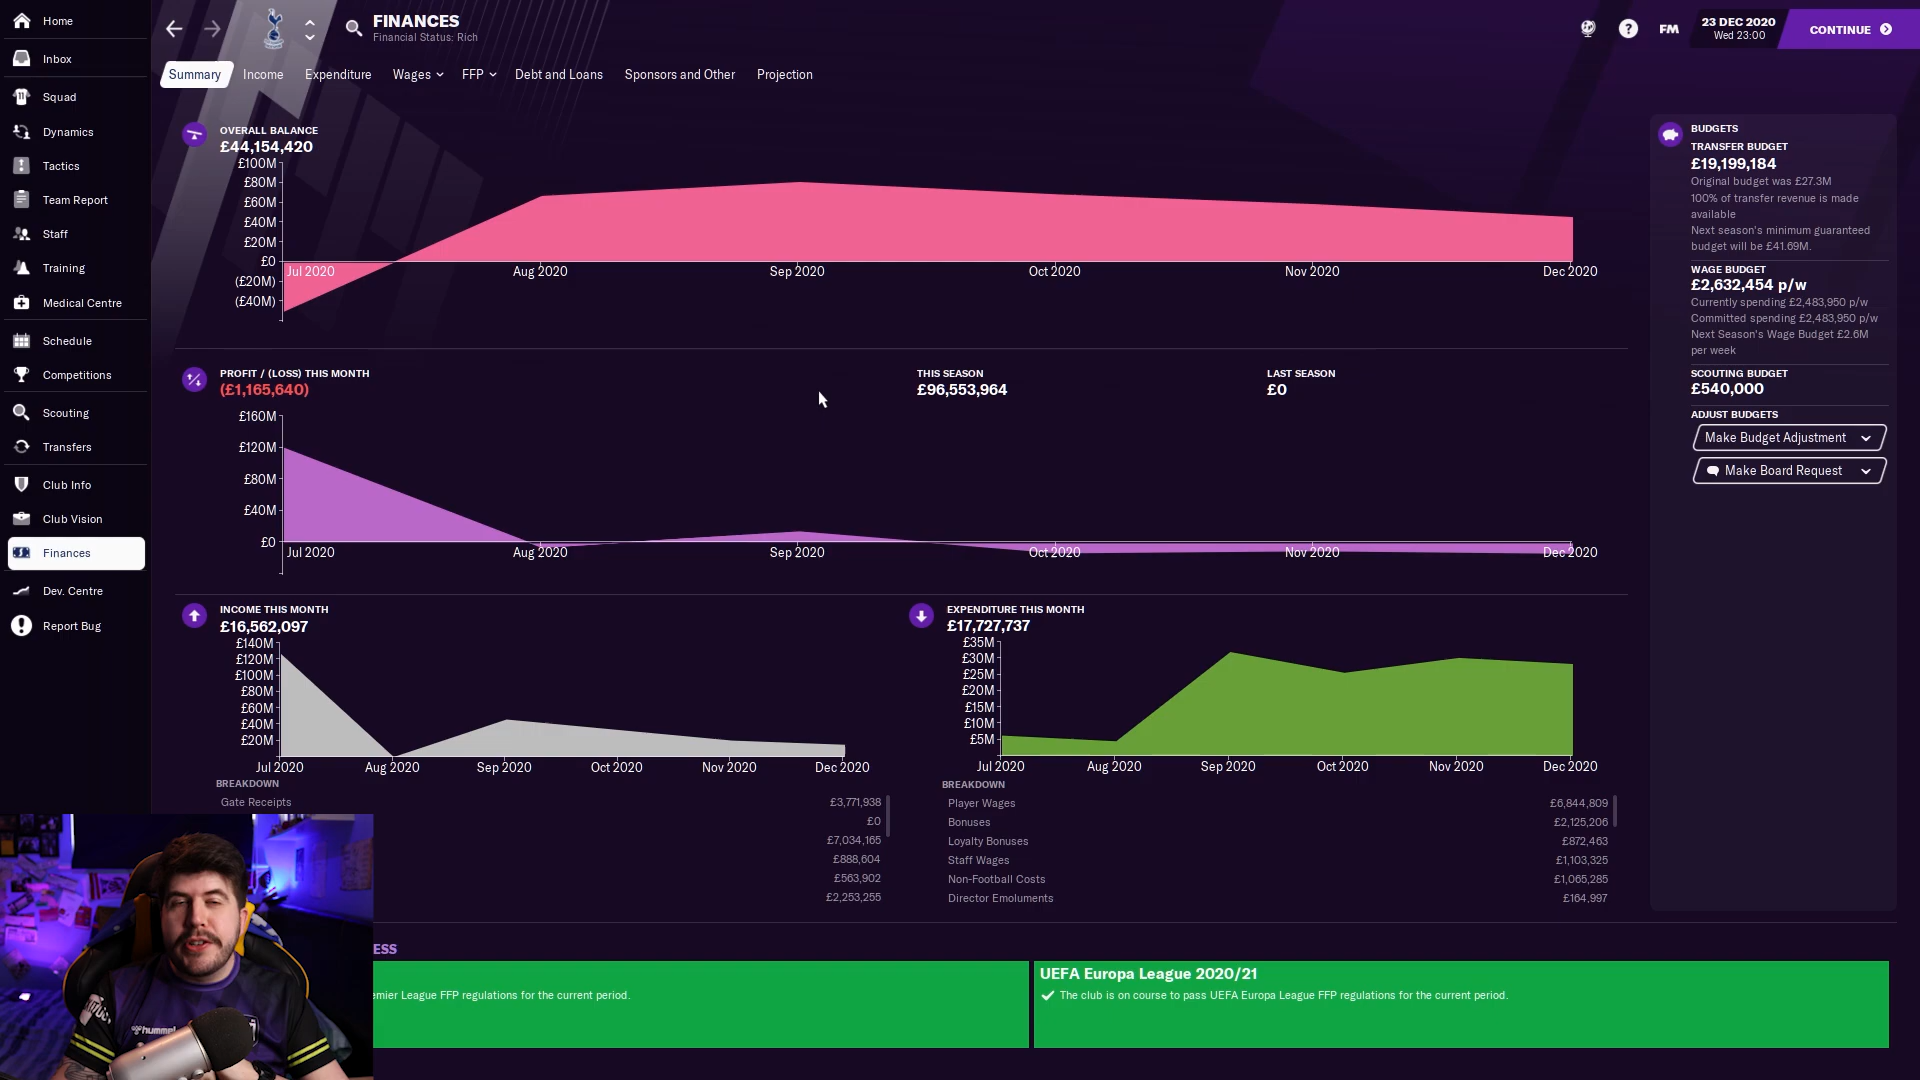 Home
Inbox
Squad
Dynamics
Tactics
Team Report
Staff
Training
Medical Centre
Schedule
Competitions
Scouting
Transfers
Club Info
Club Vision
Finances
Dev. Centre
Report Bug
FINANCES
Financial Status: Rich
FM
23 DEC 2020
Wed 23:00
CONTINUE
Summary Income Expenditure Wages FFP Debt and Loans Sponsors and Other Projection
OVERALL BALANCE
£44,154,420
£100M
£80M
£60M
£40M
£20M
£0
(£20M)
(£40M)
Jul 2020 Aug 2020 Sep 2020 Oct 2020 Nov 2020 Dec 2020
PROFIT / (LOSS) THIS MONTH
(£1,165,640)
THIS SEASON
£96,553,964
LAST SEASON
£0
£160M
£120M
£80M
£40M
£0
Jul 2020 Aug 2020 Sep 2020 Oct 2020 Nov 2020 Dec 2020
INCOME THIS MONTH
£16,562,097
£140M
£120M
£100M
£80M
£60M
£40M
£20M
Jul 2020 Aug 2020 Sep 2020 Oct 2020 Nov 2020 Dec 2020
BREAKDOWN
Gate Receipts £3,771,938
£0
£7,034,165
£888,604
£563,902
£2,253,255
EXPENDITURE THIS MONTH
£17,727,737
£35M
£30M
£25M
£20M
£15M
£10M
£5M
Jul 2020 Aug 2020 Sep 2020 Oct 2020 Nov 2020 Dec 2020
BREAKDOWN
Player Wages £6,844,809
Bonuses £2,125,206
Loyalty Bonuses £872,463
Staff Wages £1,103,325
Non-Football Costs £1,065,285
Director Emoluments £164,997
BUDGETS
TRANSFER BUDGET
£19,199,184
Original budget was £27.3M
100% of transfer revenue is made
available
Next season's minimum guaranteed
budget will be £41.69M.
WAGE BUDGET
£2,632,454 p/w
Currently spending £2,483,950 p/w
Committed spending £2,483,950 p/w
Next Season's Wage Budget £2.6M
per week
SCOUTING BUDGET
£540,000
ADJUST BUDGETS
Make Budget Adjustment
Make Board Request
ESS
emier League FFP regulations for the current period.
UEFA Europa League 2020/21
The club is on course to pass UEFA Europa League FFP regulations for the current period.
hummel